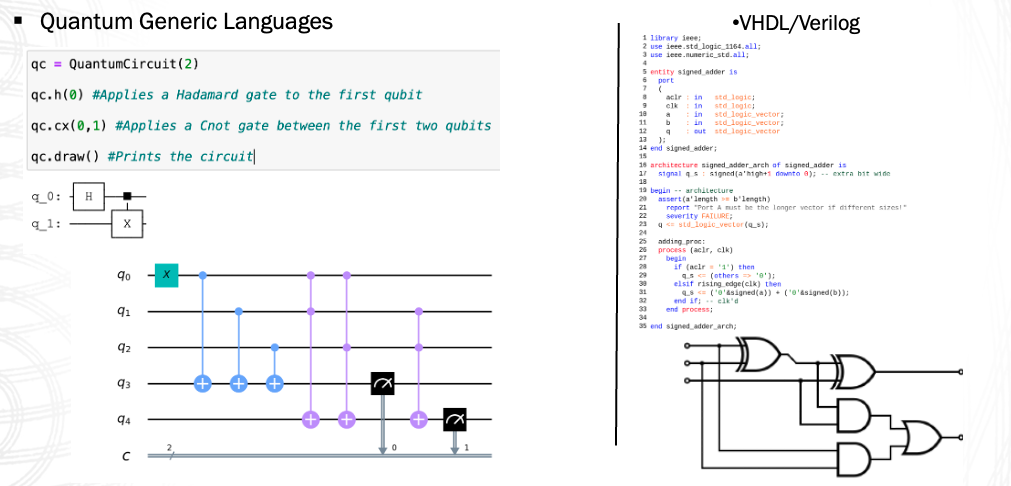 ▪ Quantum Generic Languages
qc = QuantumCircuit(2)
qc.h(0) #Applies a Hadamard gate to the first qubit
qc.cx(0,1) #Applies a Cnot gate between the first two qubits
qc.draw() #Prints the circuit
q_0: H
q_1: X
q0 X
q1
q2
q3
q4
c 2 0 1
•VHDL/Verilog
1 library ieee;
2 use ieee.std_logic_1164.all;
3 use ieee.numeric_std.all;
4
5 entity signed_adder is
6 port
7 (
8 aclr : in std_logic;
9 clk : in std_logic;
10 a : in std_logic_vector;
11 b : in std_logic_vector;
12 q : out std_logic_vector
13 );
14 end signed_adder;
15
16 architecture signed_adder_arch of signed_adder is
17 signal q_s : signed(a'high+1 downto 0); -- extra bit wide
18
19 begin -- architecture
20 assert(a'length >= b'length)
21 report "Port A must be the longer vector if different sizes!"
22 severity FAILURE;
23 q <= std_logic_vector(q_s);
24
25 adding_proc:
26 process (aclr, clk)
27 begin
28 if (aclr = '1') then
29 q_s <= (others => '0');
30 elsif rising_edge(clk) then
31 q_s <= ('0'&signed(a)) + ('0'&signed(b));
32 end if; -- clk'd
33 end process;
34
35 end signed_adder_arch;